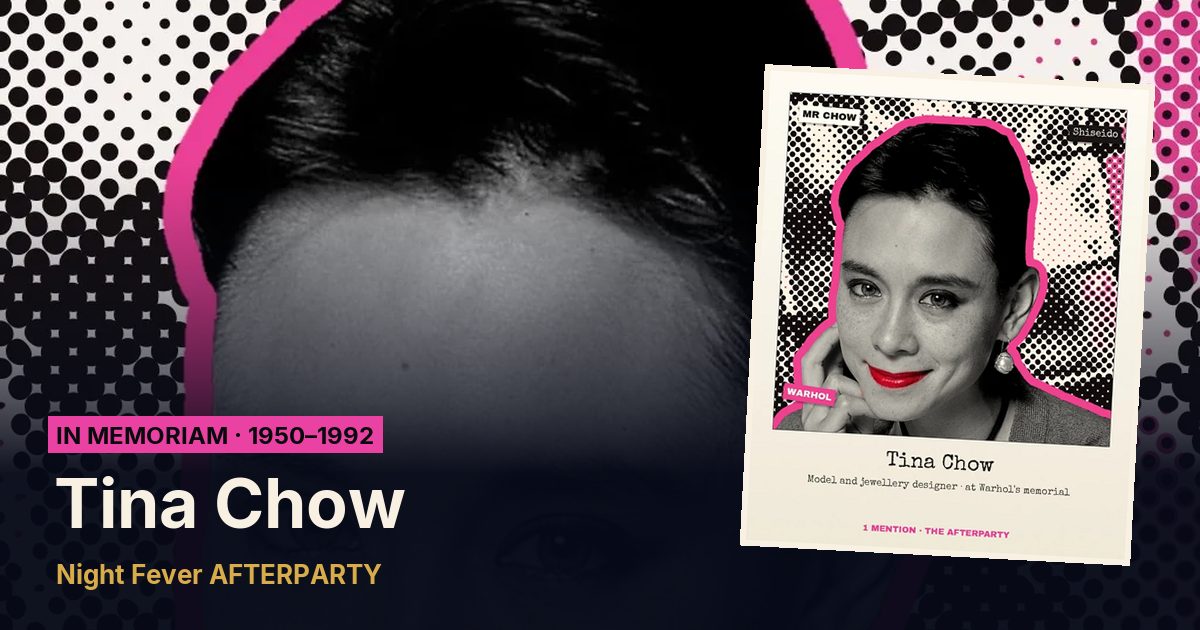 IN MEMORIAM · 1950–1992
Tina Chow
Night Fever AFTERPARTY
MR CHOW
Shiseido
WARHOL
Tina Chow
Model and jewellery designer · at Warhol's memorial
1 MENTION · THE AFTERPARTY